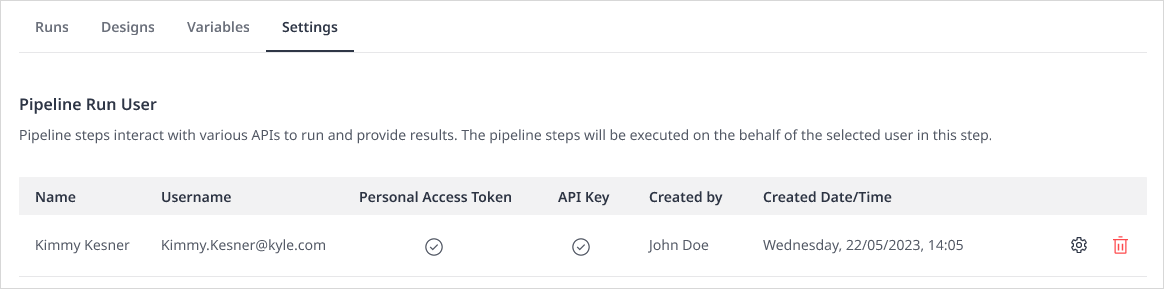 Runs Designs Variables Settings
Pipeline Run User
Pipeline steps interact with various APIs to run and provide results. The pipeline steps will be executed on the behalf of the selected user in this step.
Name Username Personal Access Token API Key Created by Created Date/Time
Kimmy Kesner Kimmy.Kesner@kyle.com John Doe Wednesday, 22/05/2023, 14:05